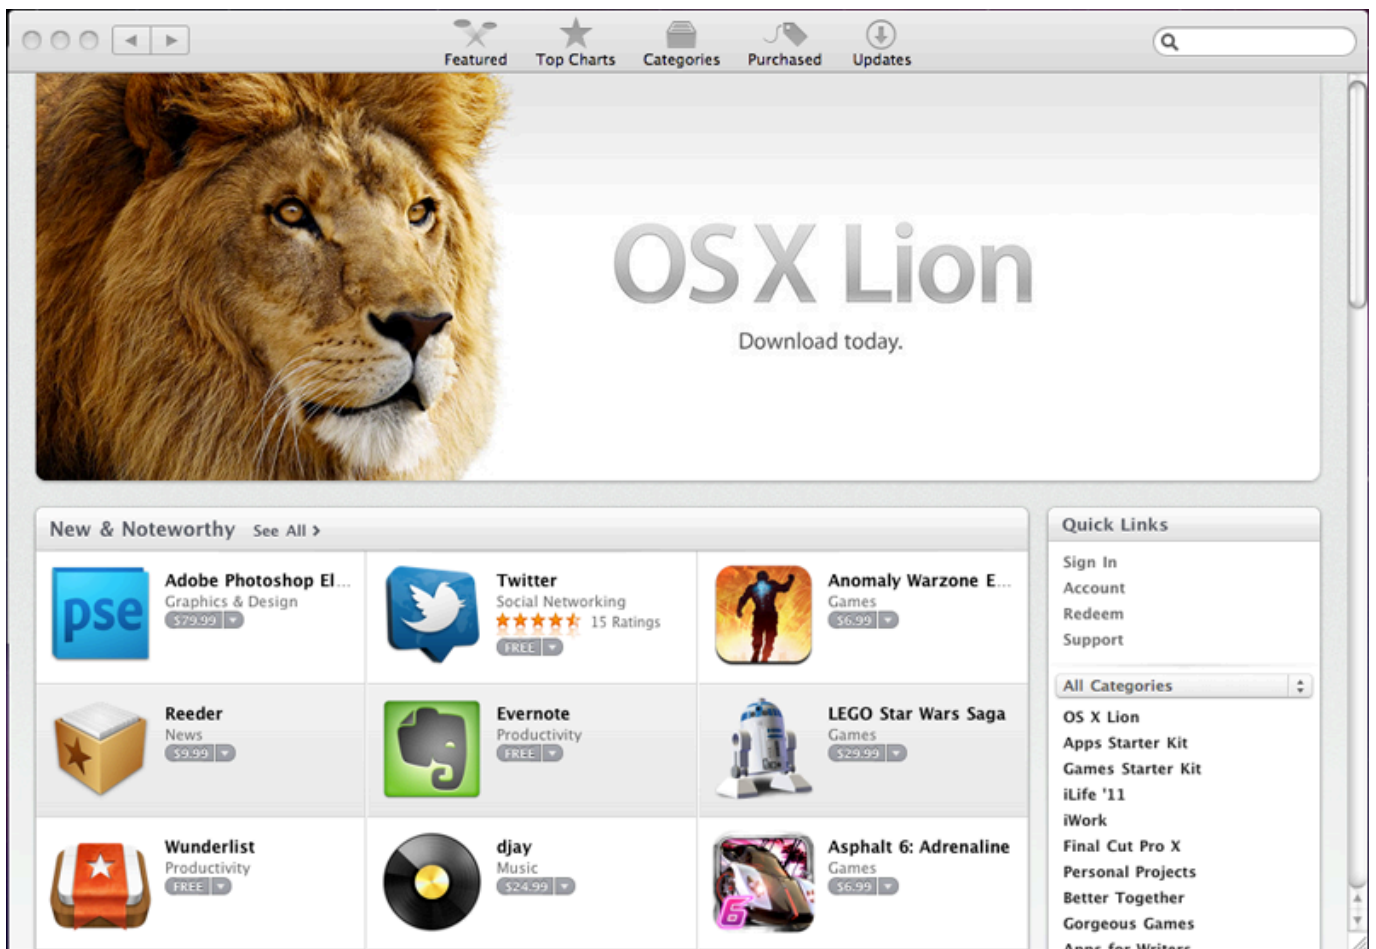 Featured
Top Charts
Categories
Purchased
Updates
OS X Lion
Download today.
New & Noteworthy See All >
pse
Adobe Photoshop El...
Graphics & Design
$79.99
Twitter
Social Networking
15 Ratings
FREE
Anomaly Warzone E...
Games
$6.99
Reeder
News
$9.99
Evernote
Productivity
FREE
LEGO Star Wars Saga
Games
$29.99
Wunderlist
Productivity
FREE
djay
Music
$24.99
6
Asphalt 6: Adrenaline
Games
$6.99
Quick Links
Sign In
Account
Redeem
Support
All Categories
OS X Lion
Apps Starter Kit
Games Starter Kit
iLife '11
iWork
Final Cut Pro X
Personal Projects
Better Together
Gorgeous Games
Apps for Writers